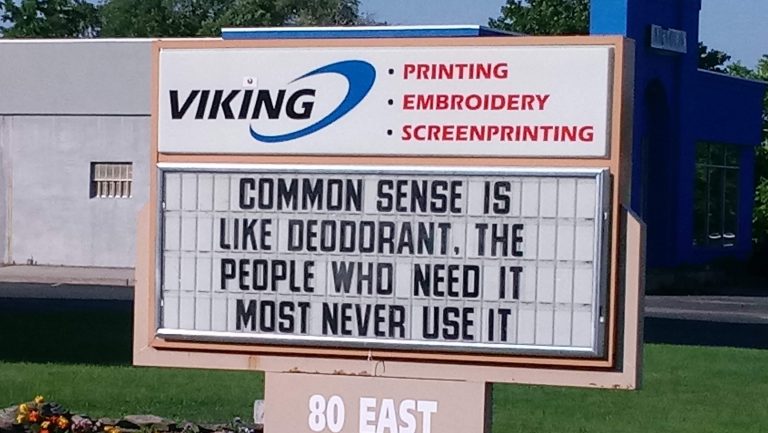 VIKING
• PRINTING
• EMBROIDERY
• SCREENPRINTING
COMMON SENSE IS
LIKE DEODORANT. THE
PEOPLE WHO NEED IT
MOST NEVER USE IT
80 EAST